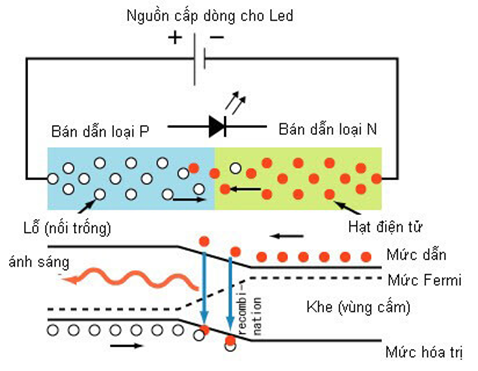 Nguồn cấp dòng cho Led
+ −
Bán dẫn loại P
Bán dẫn loại N
Lỗ (nối trống)
Hạt điện tử
ánh sáng
Mức dẫn
Mức Fermi
Khe (vùng cấm)
recombi-
nation
Mức hóa trị